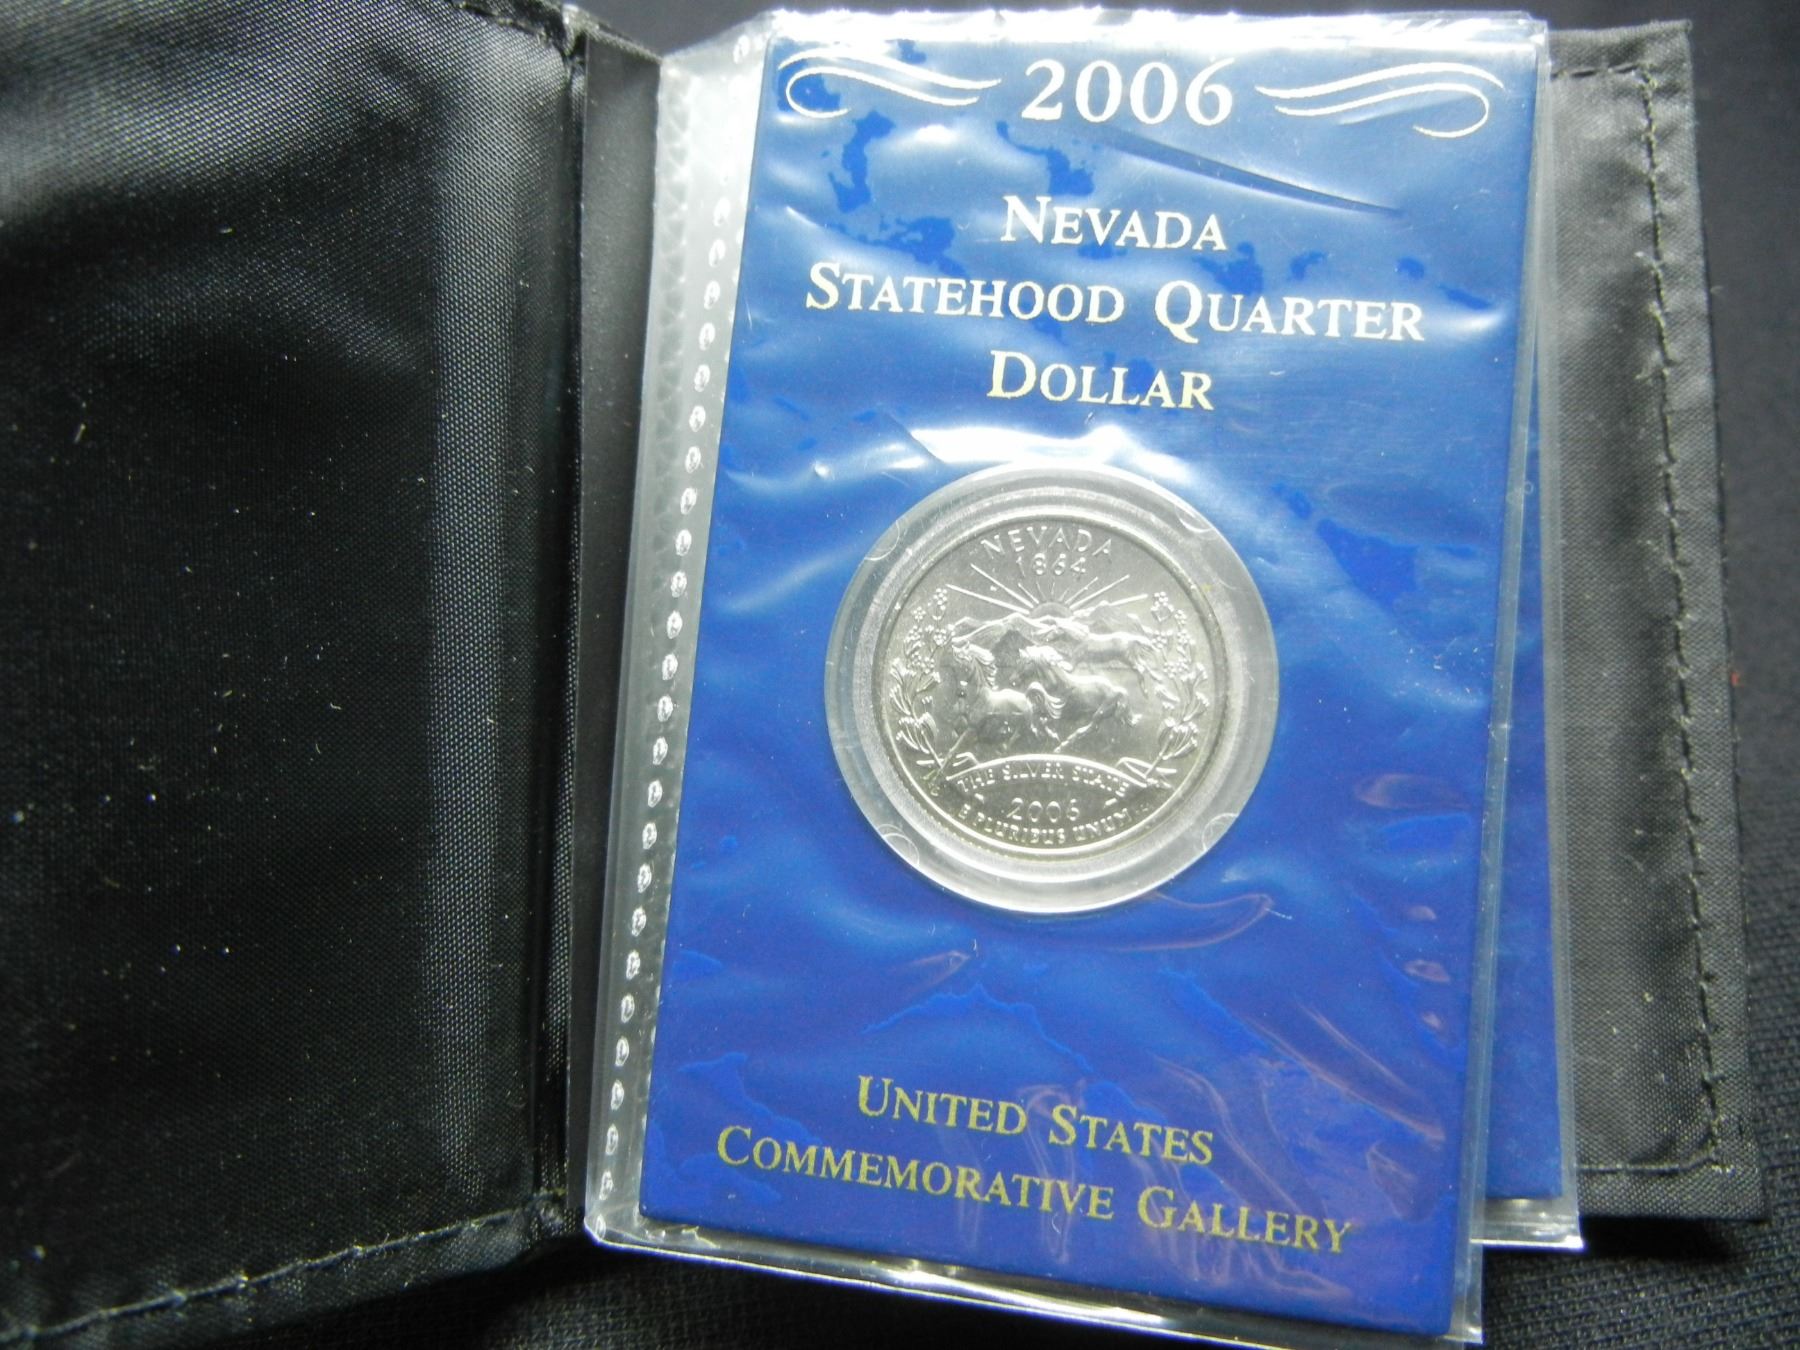 2006
NEVADA
STATEHOOD QUARTER
DOLLAR
NEVADA
1864
THE SILVER STATE
2006
E PLURIBUS UNUM
UNITED STATES
COMMEMORATIVE GALLERY